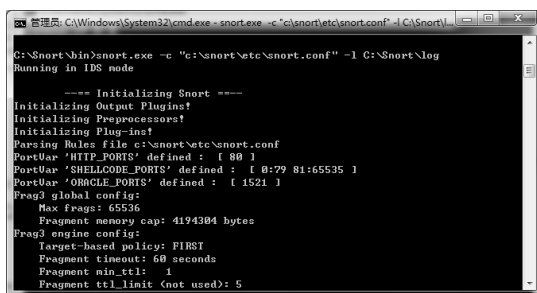 管理员: C:\Windows\System32\cmd.exe - snort.exe -c "c:\snort\etc\snort.conf" -l C:\Snort\l...
C:\Snort\bin>snort.exe -c "c:\snort\etc\snort.conf" -l C:\Snort\log
Running in IDS mode
--== Initializing Snort ==--
Initializing Output Plugins!
Initializing Preprocessors!
Initializing Plug-ins!
Parsing Rules file c:\snort\etc\snort.conf
PortVar 'HTTP_PORTS' defined :  [ 80 ]
PortVar 'SHELLCODE_PORTS' defined :  [ 0:79 81:65535 ]
PortVar 'ORACLE_PORTS' defined :  [ 1521 ]
Frag3 global config:
Max frags: 65536
Fragment memory cap: 4194304 bytes
Frag3 engine config:
Target-based policy: FIRST
Fragment timeout: 60 seconds
Fragment min_ttl:   1
Fragment ttl_limit (not used): 5